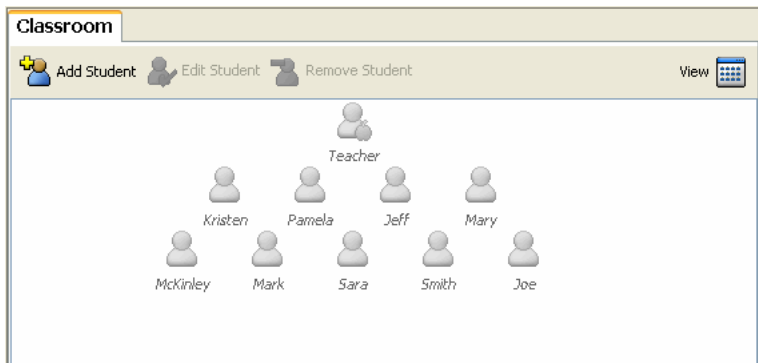 Classroom
Add Student Edit Student Remove Student View
Teacher
Kristen Pamela Jeff Mary
McKinley Mark Sara Smith Joe